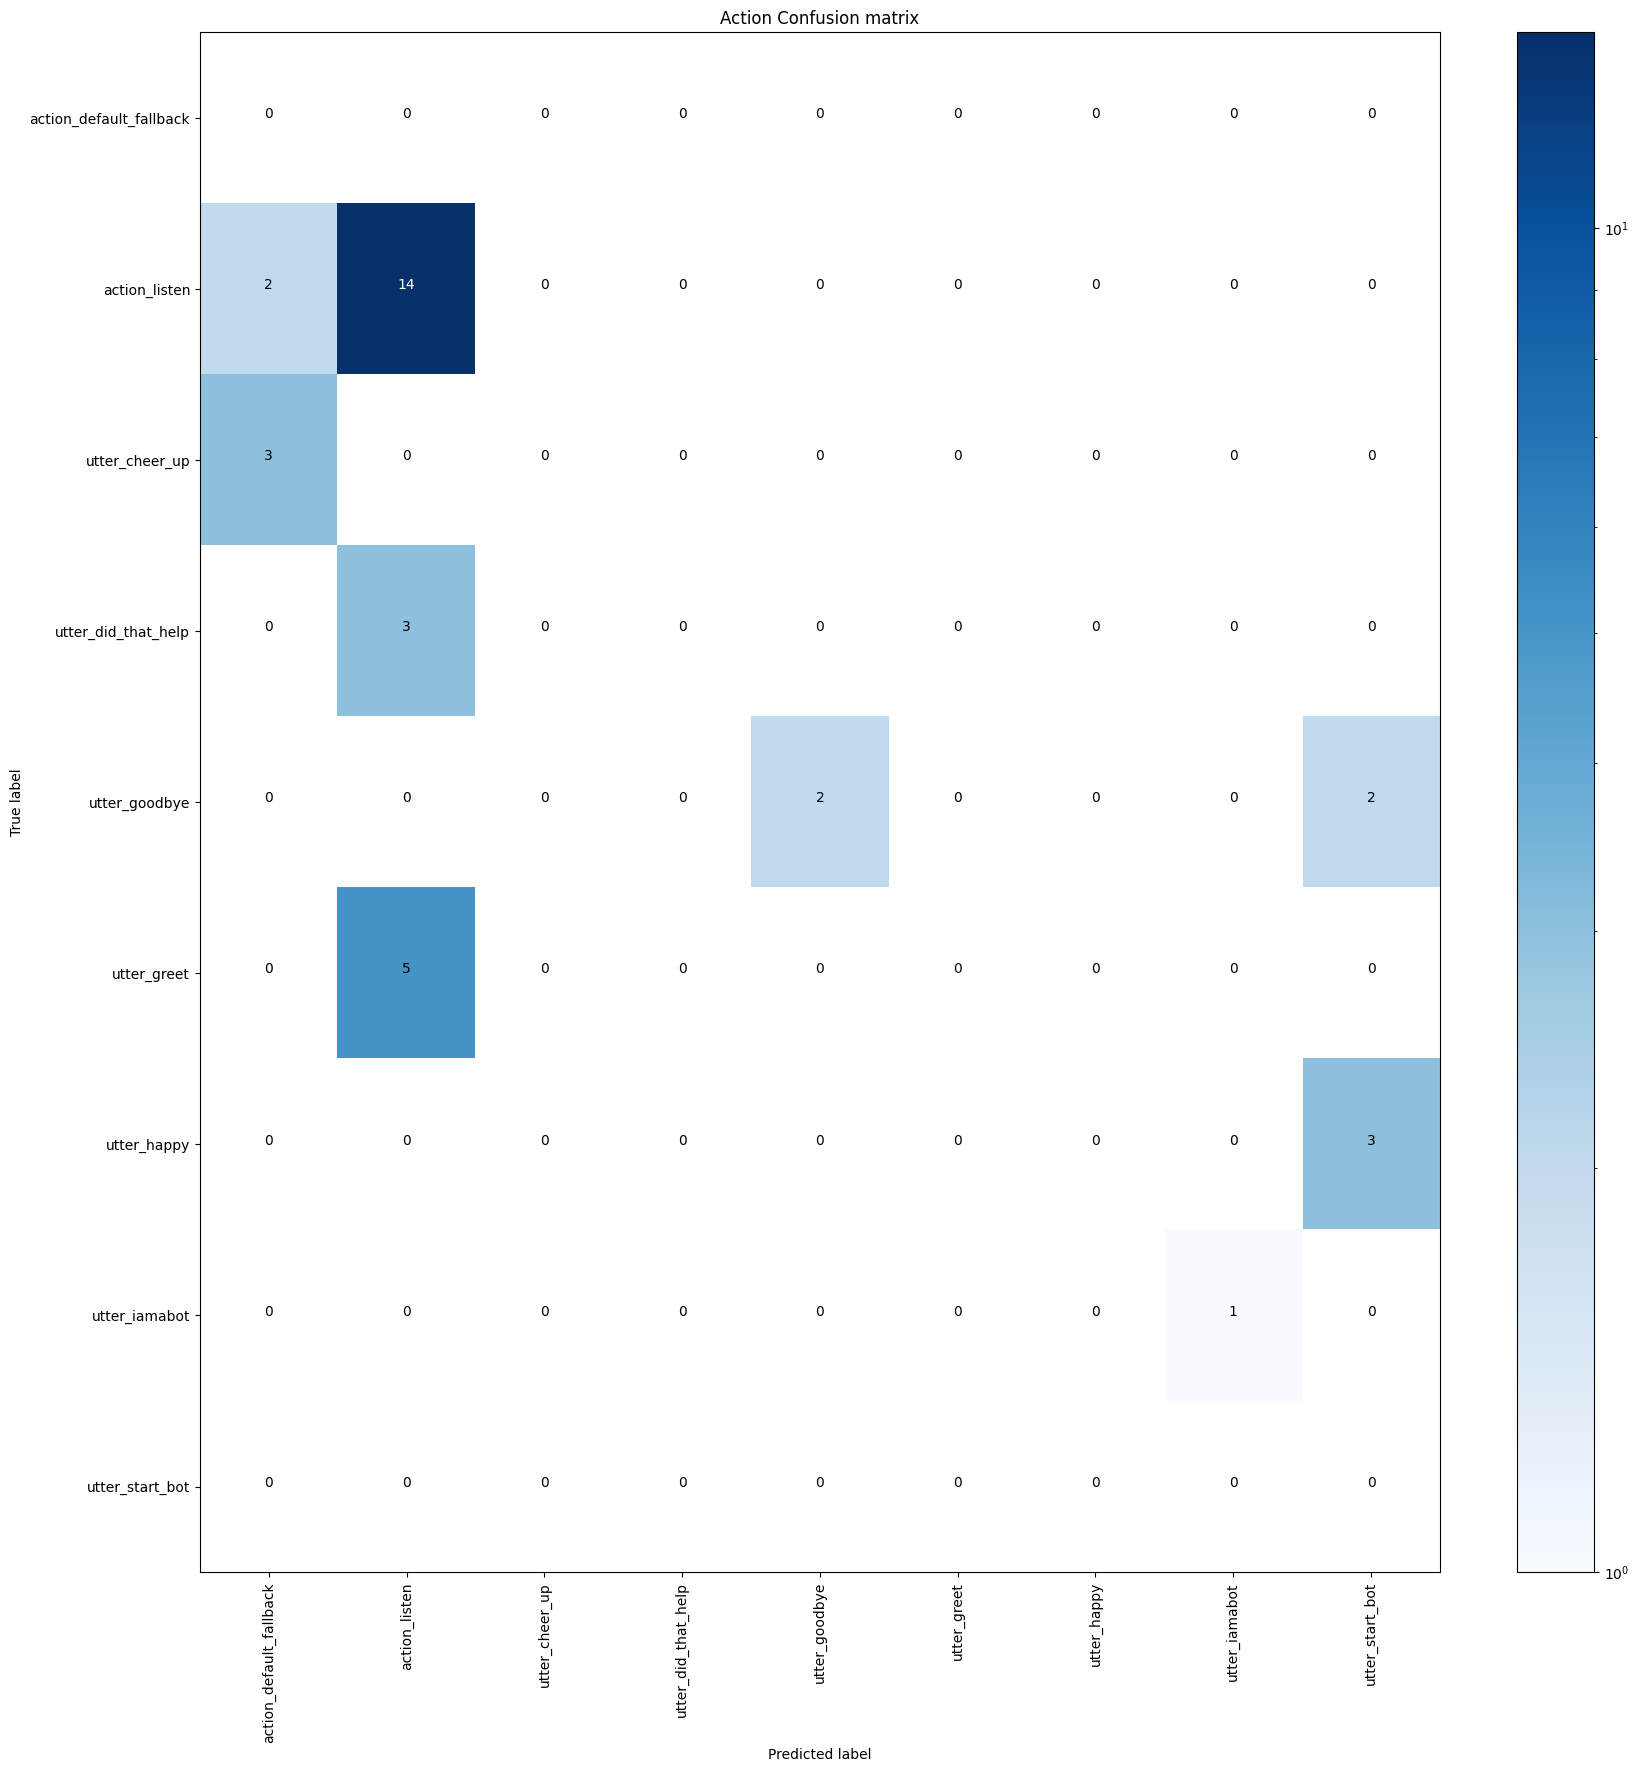 Action Confusion matrix
action_default_fallback 0 0 0 0 0 0 0 0 0
action_listen 2 14 0 0 0 0 0 0 0
utter_cheer_up 3 0 0 0 0 0 0 0 0
utter_did_that_help 0 3 0 0 0 0 0 0 0
utter_goodbye 0 0 0 0 2 0 0 0 2
utter_greet 0 5 0 0 0 0 0 0 0
utter_happy 0 0 0 0 0 0 0 0 3
utter_iamabot 0 0 0 0 0 0 0 1 0
utter_start_bot 0 0 0 0 0 0 0 0 0
True label
action_default_fallback
action_listen
utter_cheer_up
utter_did_that_help
utter_goodbye
utter_greet
utter_happy
utter_iamabot
utter_start_bot
Predicted label
10¹
10⁰